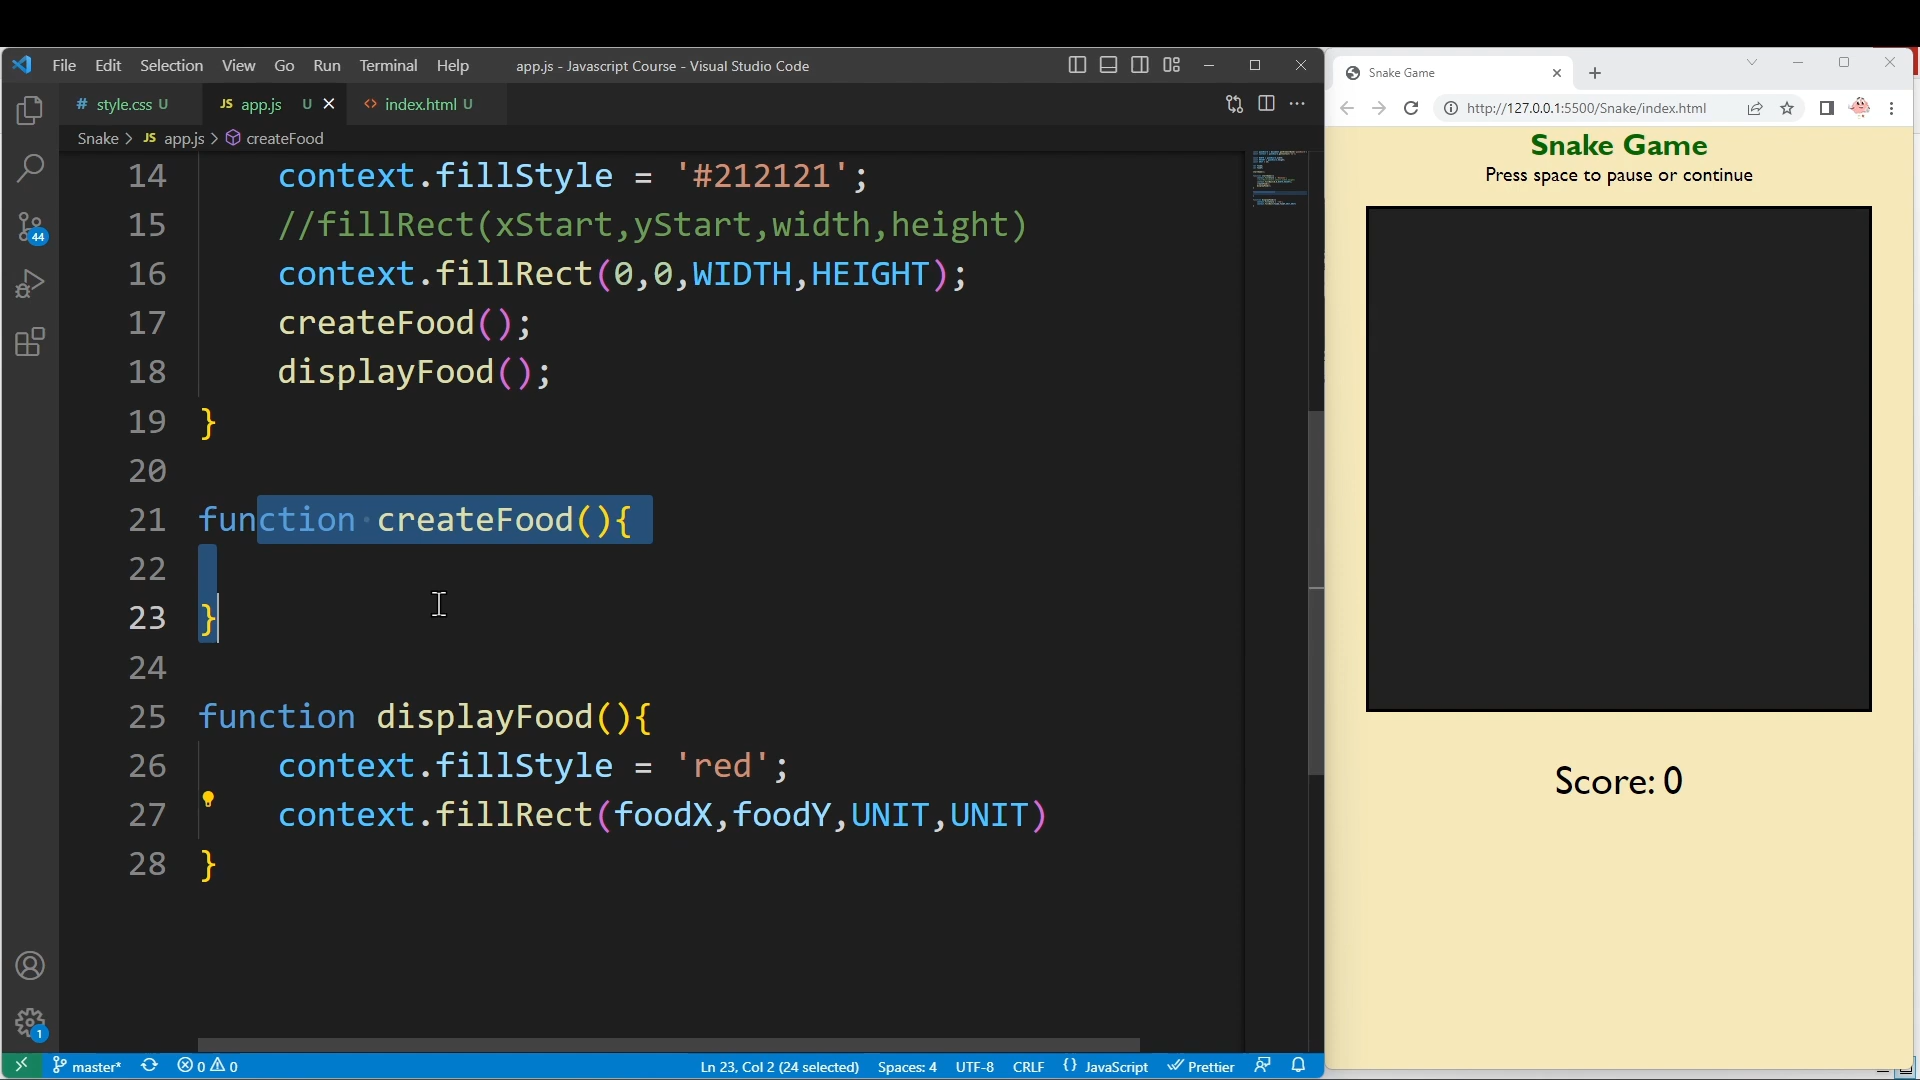 File Edit Selection View Go Run Terminal Help app.js - Javascript Course - Visual Studio Code
# style.css U JS app.js U <> index.html U
Snake > JS app.js > createFood
14 context.fillStyle = '#212121';
15 //fillRect(xStart,yStart,width,height)
16 context.fillRect(0,0,WIDTH,HEIGHT);
17 createFood();
18 displayFood();
19 }
20
21 function createFood(){
22
23 }
24
25 function displayFood(){
26 context.fillStyle = 'red';
27 context.fillRect(foodX,foodY,UNIT,UNIT)
28 }
44
1
master* 0 0 Ln 23, Col 2 (24 selected) Spaces: 4 UTF-8 CRLF {} JavaScript Prettier
Snake Game
http://127.0.0.1:5500/Snake/index.html
Snake Game
Press space to pause or continue
Score: 0